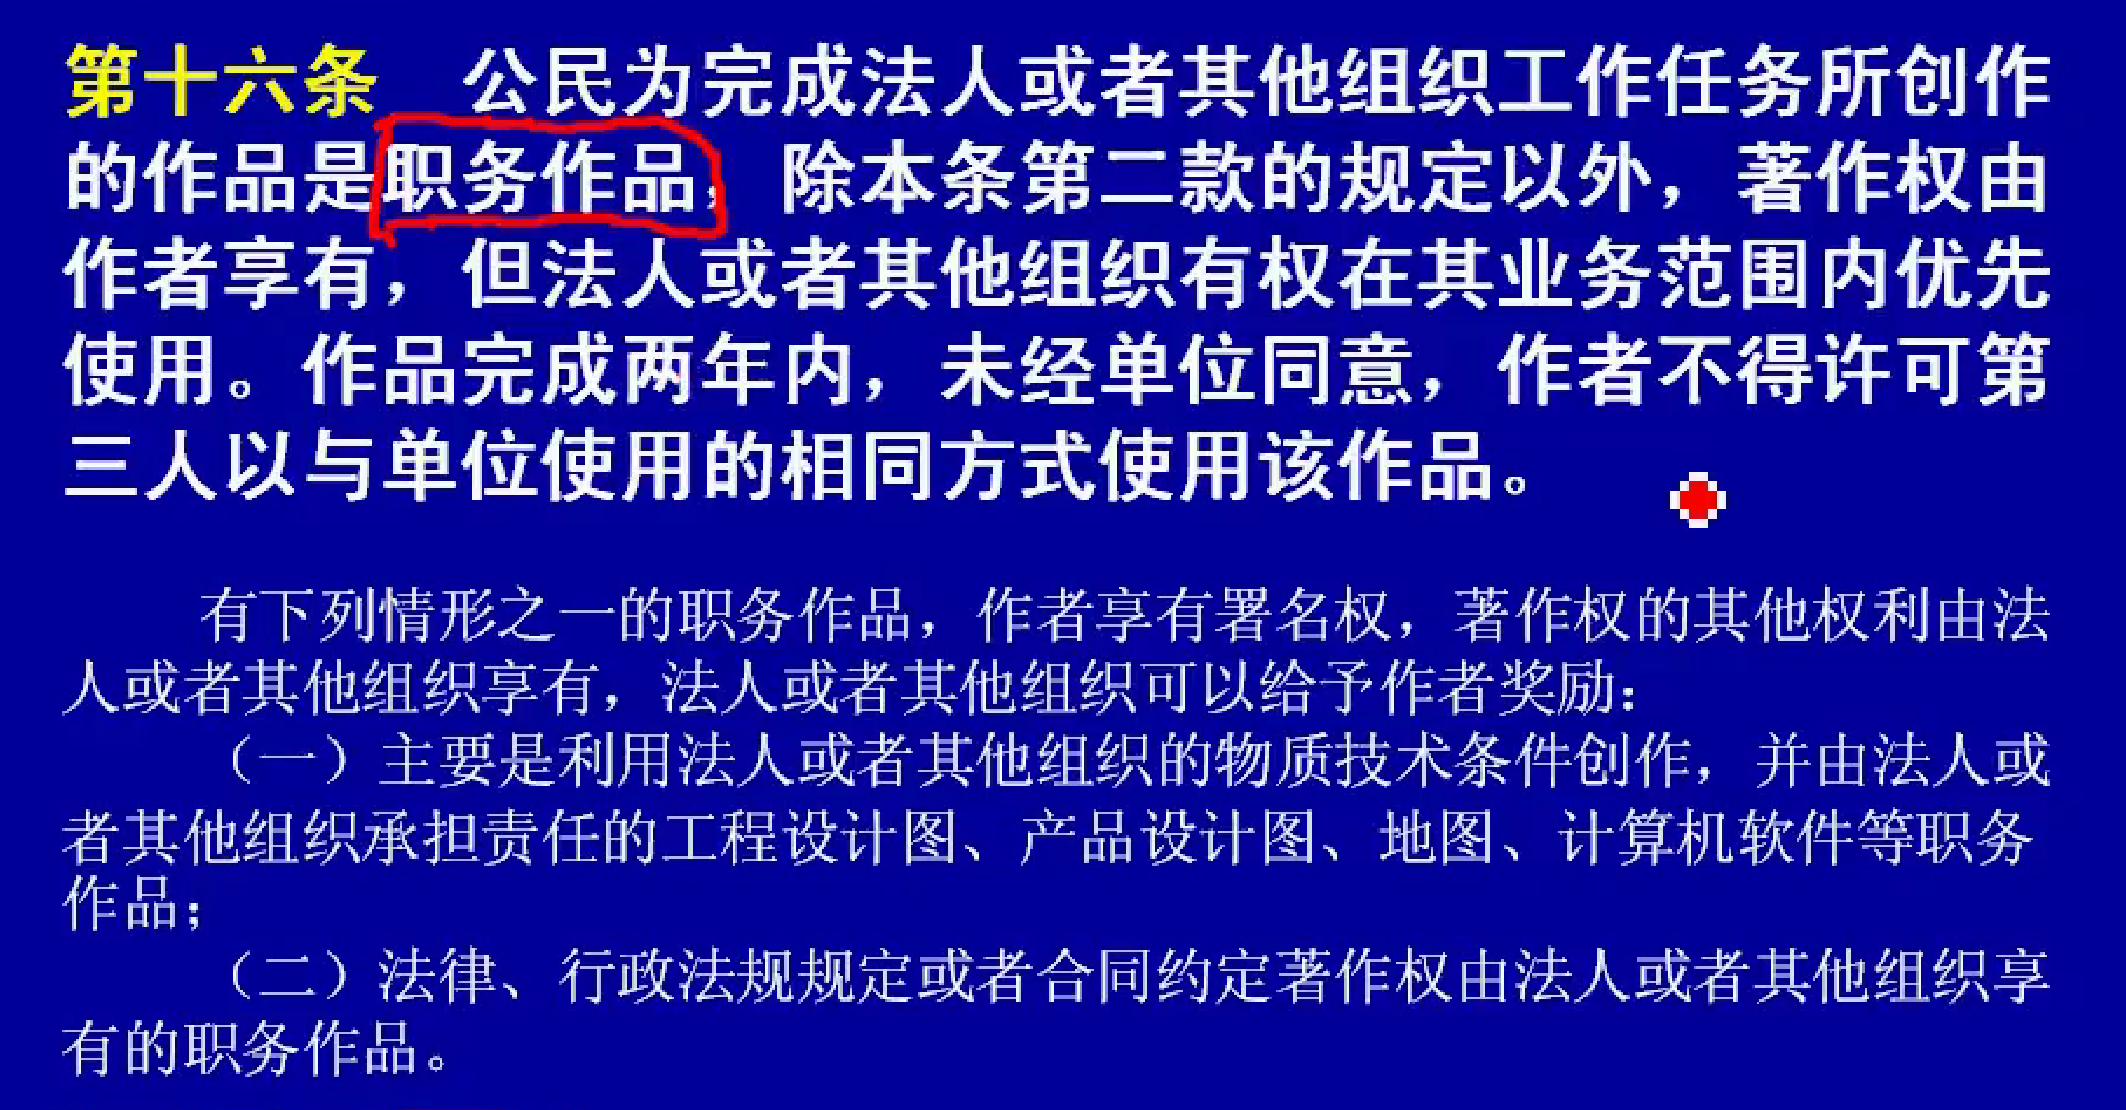 第十六条 公民为完成法人或者其他组织工作任务所创作
的作品是职务作品，除本条第二款的规定以外，著作权由
作者享有，但法人或者其他组织有权在其业务范围内优先
使用。作品完成两年内，未经单位同意，作者不得许可第
三人以与单位使用的相同方式使用该作品。
有下列情形之一的职务作品，作者享有署名权，著作权的其他权利由法
人或者其他组织享有，法人或者其他组织可以给予作者奖励：
（一）主要是利用法人或者其他组织的物质技术条件创作，并由法人或
者其他组织承担责任的工程设计图、产品设计图、地图、计算机软件等职务
作品；
（二）法律、行政法规规定或者合同约定著作权由法人或者其他组织享
有的职务作品。